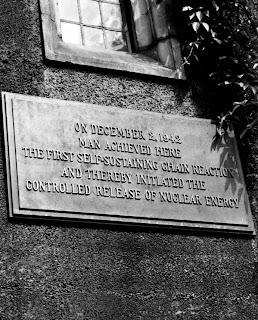 ON DECEMBER 2, 1942
MAN ACHIEVED HERE
THE FIRST SELF-SUSTAINING CHAIN REACTION
AND THEREBY INITIATED THE
CONTROLLED RELEASE OF NUCLEAR ENERGY